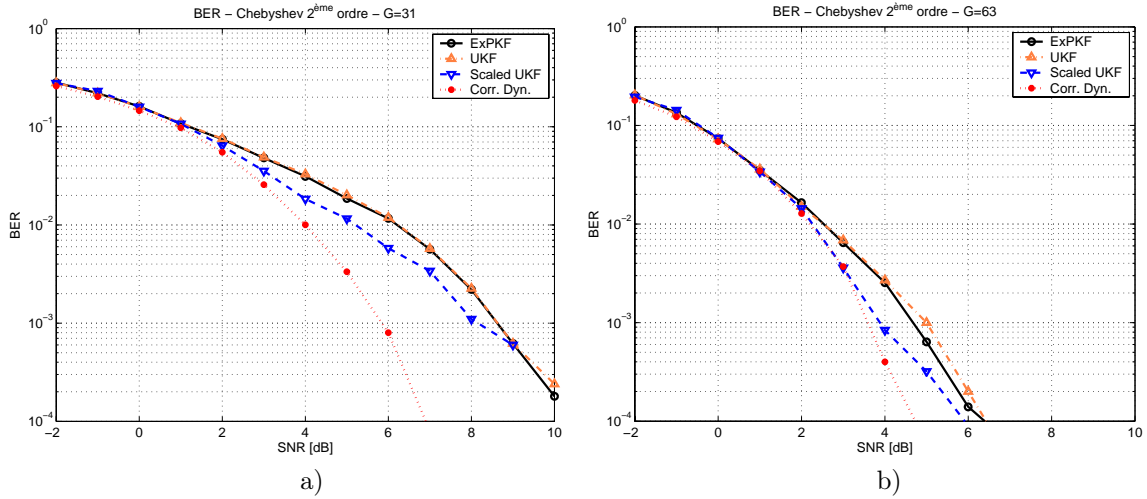 BER − Chebyshev 2ème ordre − G=31
10^0
10^−1
10^−2
10^−3
10^−4
BER
ExPKF
UKF
Scaled UKF
Corr. Dyn.
−2 0 2 4 6 8 10
SNR [dB]
a)
BER − Chebyshev 2ème ordre − G=63
10^0
10^−1
10^−2
10^−3
10^−4
BER
ExPKF
UKF
Scaled UKF
Corr. Dyn.
−2 0 2 4 6 8 10
SNR [dB]
b)